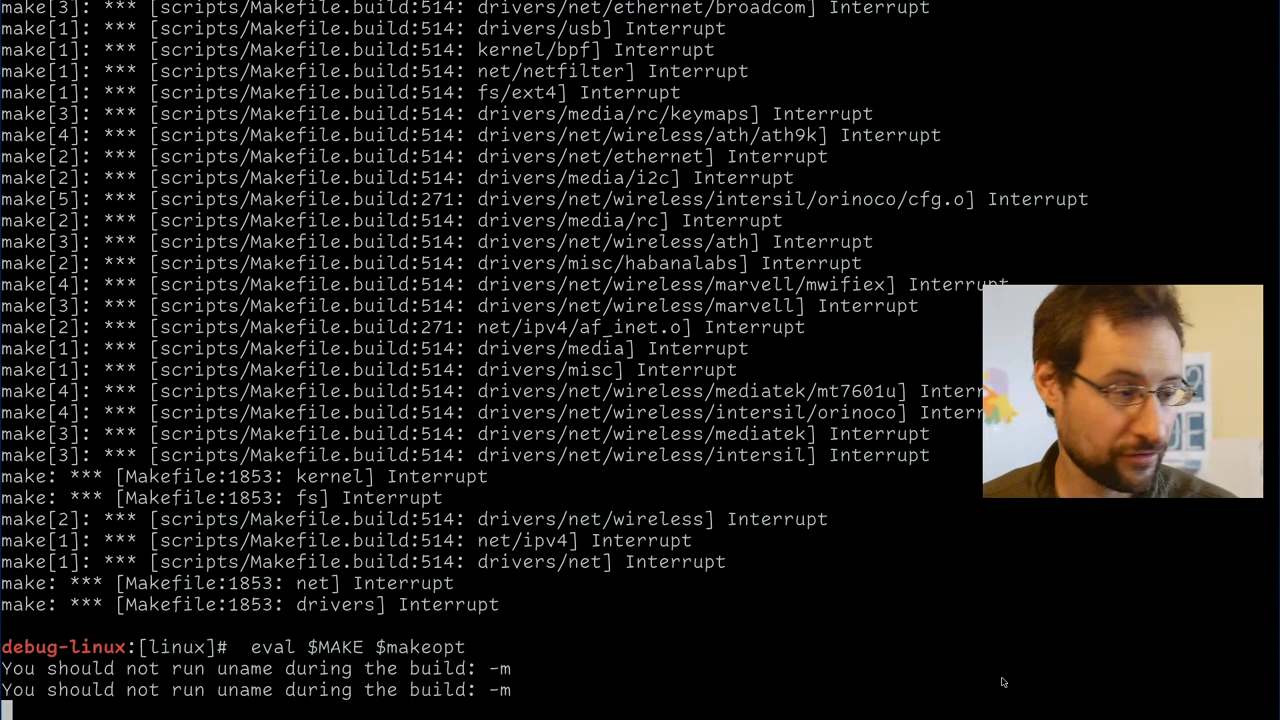 make[3]: *** [scripts/Makefile.build:514: drivers/net/ethernet/broadcom] Interrupt
make[1]: *** [scripts/Makefile.build:514: drivers/usb] Interrupt
make[1]: *** [scripts/Makefile.build:514: kernel/bpf] Interrupt
make[1]: *** [scripts/Makefile.build:514: net/netfilter] Interrupt
make[1]: *** [scripts/Makefile.build:514: fs/ext4] Interrupt
make[3]: *** [scripts/Makefile.build:514: drivers/media/rc/keymaps] Interrupt
make[4]: *** [scripts/Makefile.build:514: drivers/net/wireless/ath/ath9k] Interrupt
make[2]: *** [scripts/Makefile.build:514: drivers/net/ethernet] Interrupt
make[2]: *** [scripts/Makefile.build:514: drivers/media/i2c] Interrupt
make[5]: *** [scripts/Makefile.build:271: drivers/net/wireless/intersil/orinoco/cfg.o] Interrupt
make[2]: *** [scripts/Makefile.build:514: drivers/media/rc] Interrupt
make[3]: *** [scripts/Makefile.build:514: drivers/net/wireless/ath] Interrupt
make[2]: *** [scripts/Makefile.build:514: drivers/misc/habanalabs] Interrupt
make[4]: *** [scripts/Makefile.build:514: drivers/net/wireless/marvell/mwifiex] Interrupt
make[3]: *** [scripts/Makefile.build:514: drivers/net/wireless/marvell] Interrupt
make[2]: *** [scripts/Makefile.build:271: net/ipv4/af_inet.o] Interrupt
make[1]: *** [scripts/Makefile.build:514: drivers/media] Interrupt
make[1]: *** [scripts/Makefile.build:514: drivers/misc] Interrupt
make[4]: *** [scripts/Makefile.build:514: drivers/net/wireless/mediatek/mt7601u] Interr
make[4]: *** [scripts/Makefile.build:514: drivers/net/wireless/intersil/orinoco] Interr
make[3]: *** [scripts/Makefile.build:514: drivers/net/wireless/mediatek] Interrupt
make[3]: *** [scripts/Makefile.build:514: drivers/net/wireless/intersil] Interrupt
make: *** [Makefile:1853: kernel] Interrupt
make: *** [Makefile:1853: fs] Interrupt
make[2]: *** [scripts/Makefile.build:514: drivers/net/wireless] Interrupt
make[1]: *** [scripts/Makefile.build:514: net/ipv4] Interrupt
make[1]: *** [scripts/Makefile.build:514: drivers/net] Interrupt
make: *** [Makefile:1853: net] Interrupt
make: *** [Makefile:1853: drivers] Interrupt
debug-linux:[linux]#  eval $MAKE $makeopt
You should not run uname during the build: -m
You should not run uname during the build: -m